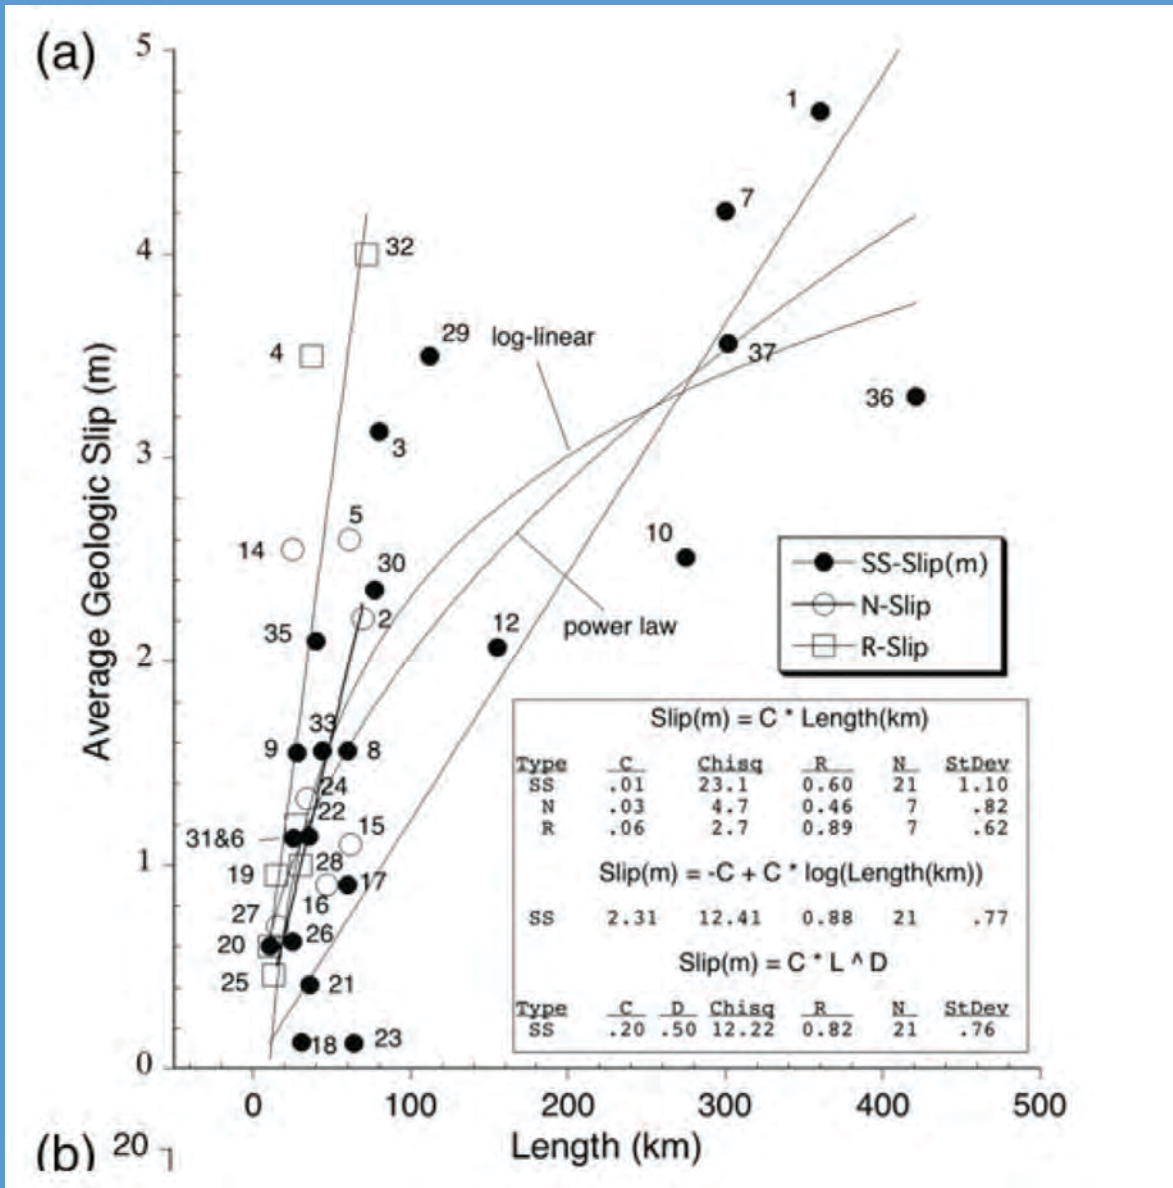 (a)
5
4
3
2
1
0
Average Geologic Slip (m)
1
7
32
29
log-linear
4
37
36
3
5
14
10
30
2
12
35
power law
SS-Slip(m)
N-Slip
R-Slip
33
9
8
24
22
15
31&6
28
19
17
16
27
26
20
25
21
18
23
Slip(m) = C * Length(km)
Type C Chisq R N StDev
SS .01 23.1 0.60 21 1.10
N .03 4.7 0.46 7 .82
R .06 2.7 0.89 7 .62
Slip(m) = -C + C * log(Length(km))
SS 2.31 12.41 0.88 21 .77
Slip(m) = C * L ^ D
Type C D Chisq R N StDev
SS .20 .50 12.22 0.82 21 .76
0 100 200 300 400 500
Length (km)
(b) 20